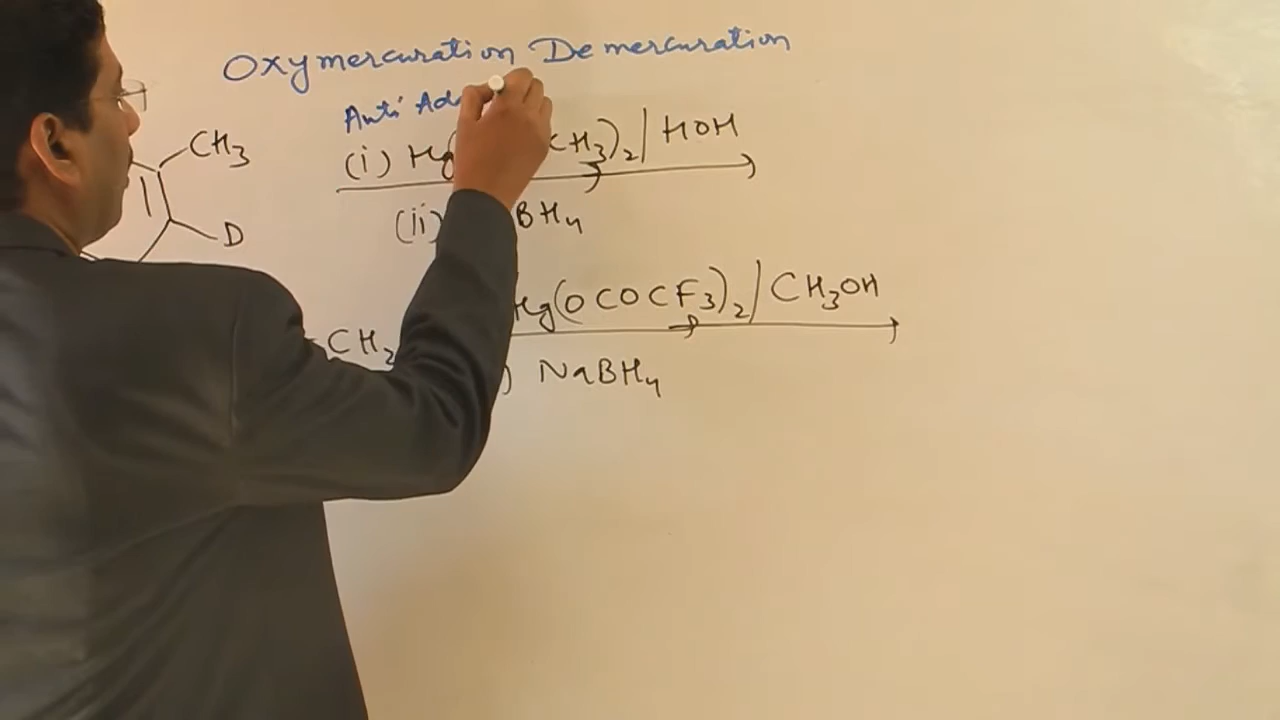 Oxymercuration Demercuration
Anti
CH3
(i) Hg CH3)2/HOH
D
(ii) BH4
Hg(OCOCF3)2/CH3OH
CH2
) NaBH4